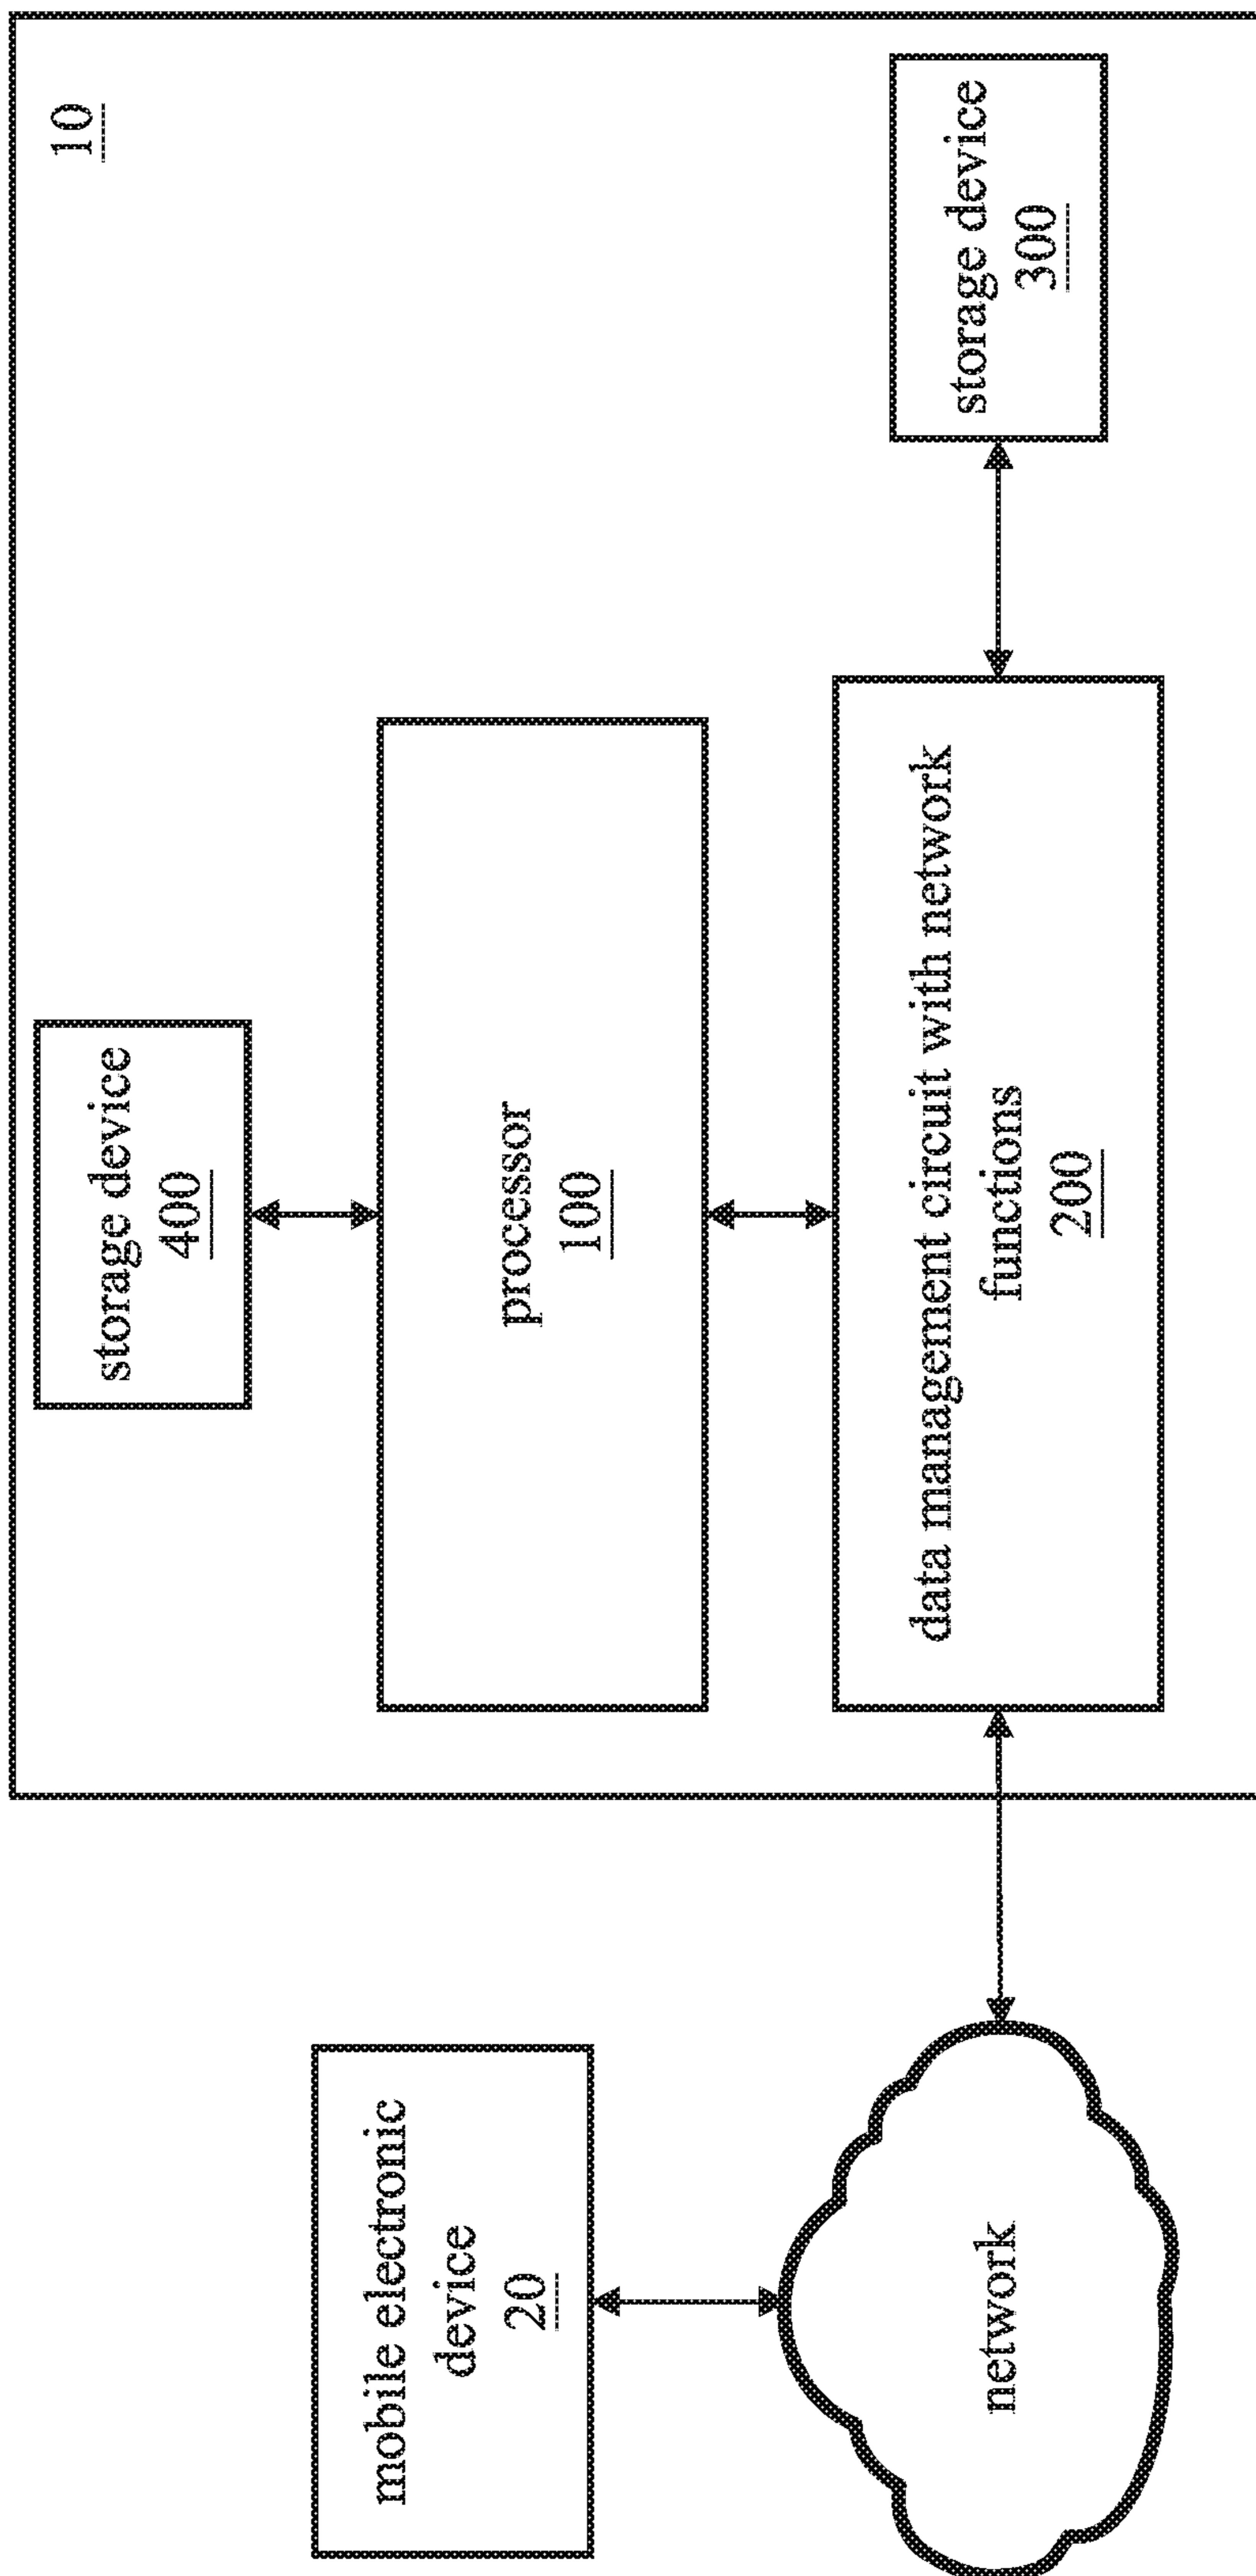 10
storage device
400
processor
100
data management circuit with network
functions
200
storage device
300
mobile electronic
device
20
network